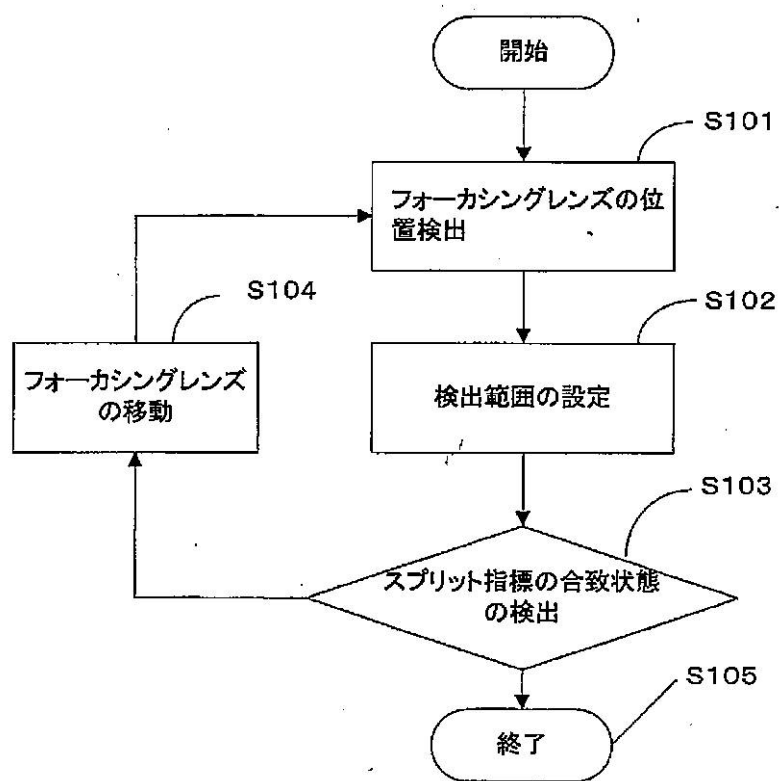 開始
S101
フォーカシングレンズの位
置検出
S104
S102
フォーカシングレンズ
の移動
検出範囲の設定
S103
スプリット指標の合致状態
の検出
S105
終了